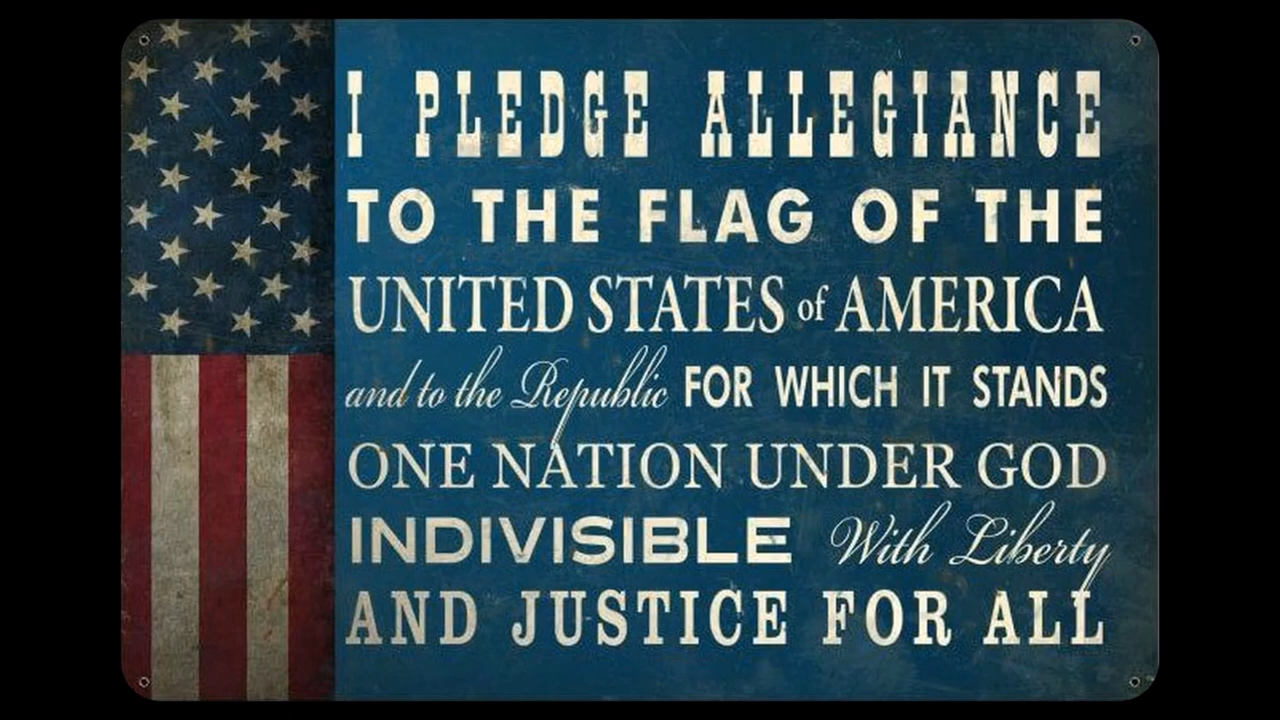 I PLEDGE ALLEGIANCE
TO THE FLAG OF THE
UNITED STATES of AMERICA
and to the Republic FOR WHICH IT STANDS
ONE NATION UNDER GOD
INDIVISIBLE With Liberty
AND JUSTICE FOR ALL